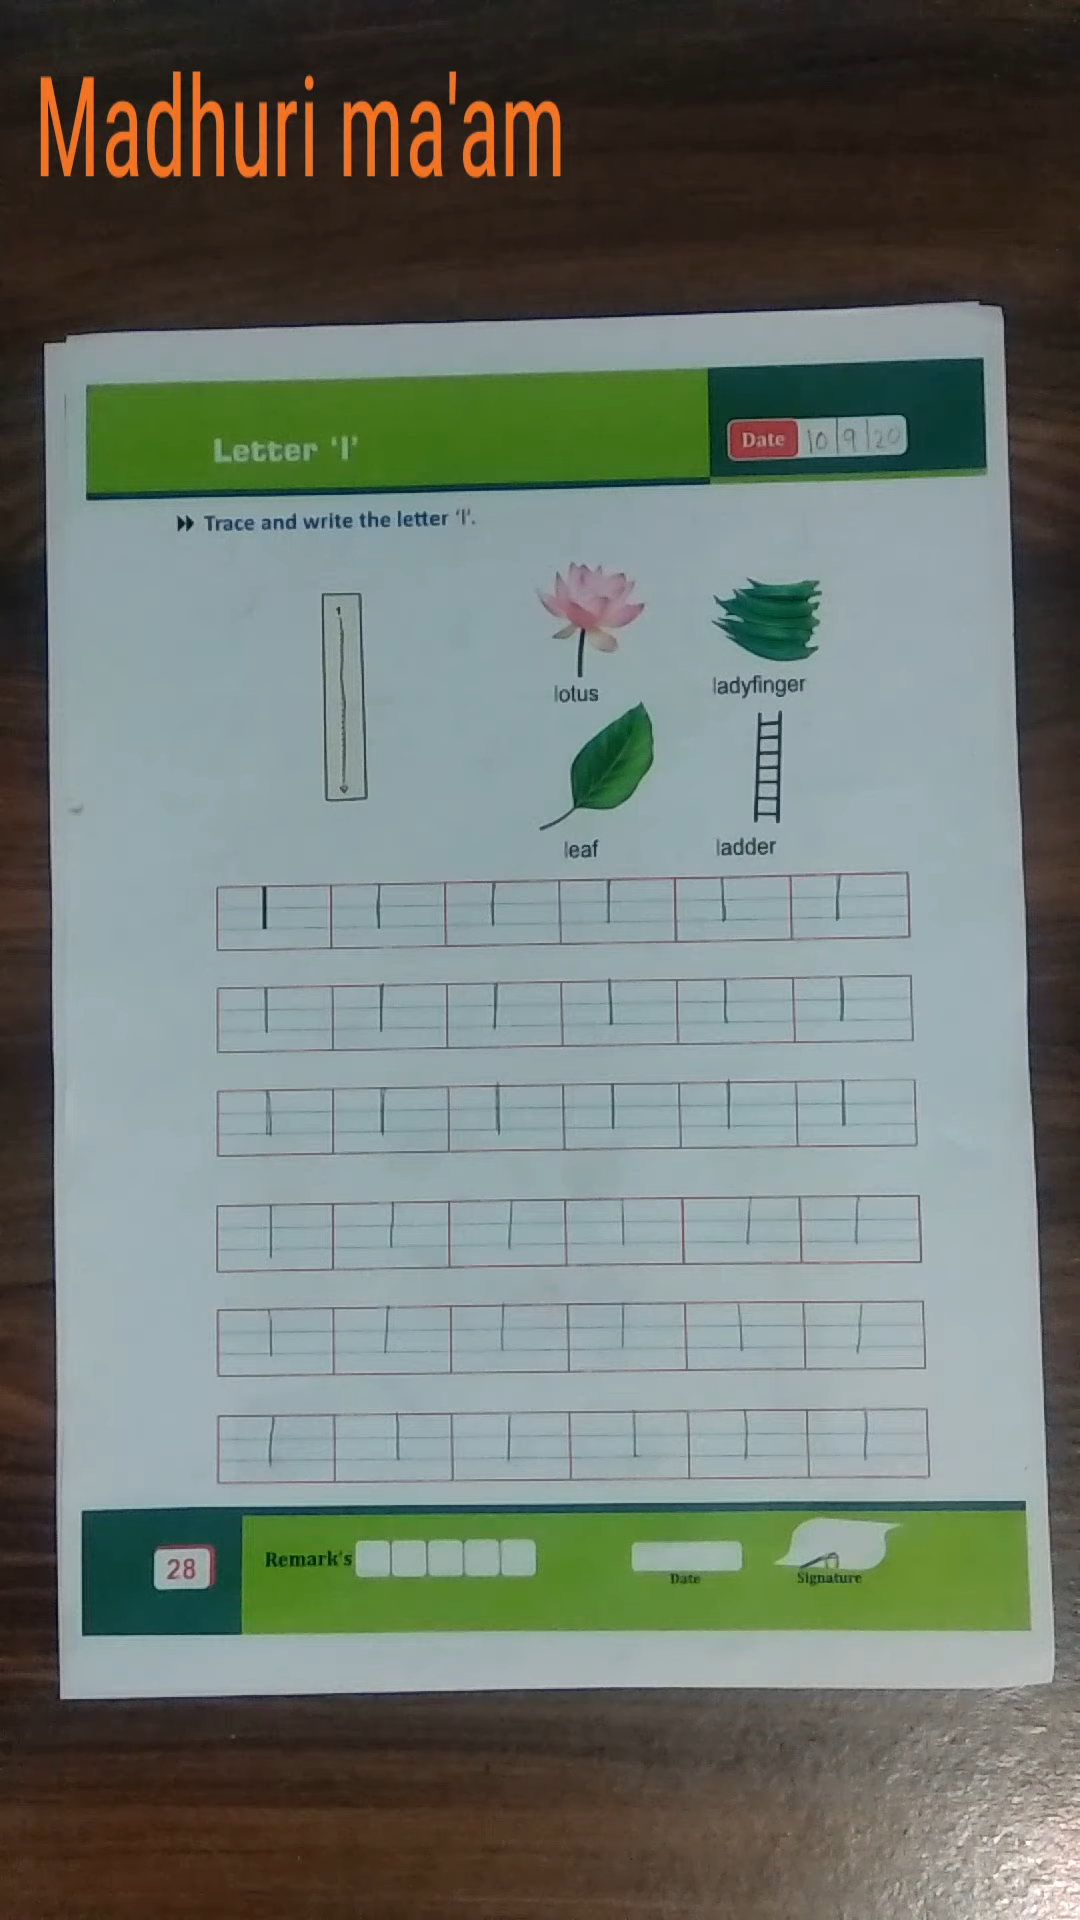 Madhuri ma'am
Letter 'l'
Date 10|9|20
Trace and write the letter 'l'.
1
lotus
ladyfinger
leaf
ladder
l l l l l l
l l l l l l
l l l l l l
l l l l l l
l l l l l l
l l l l l l
28
Remark's
Date
Signature